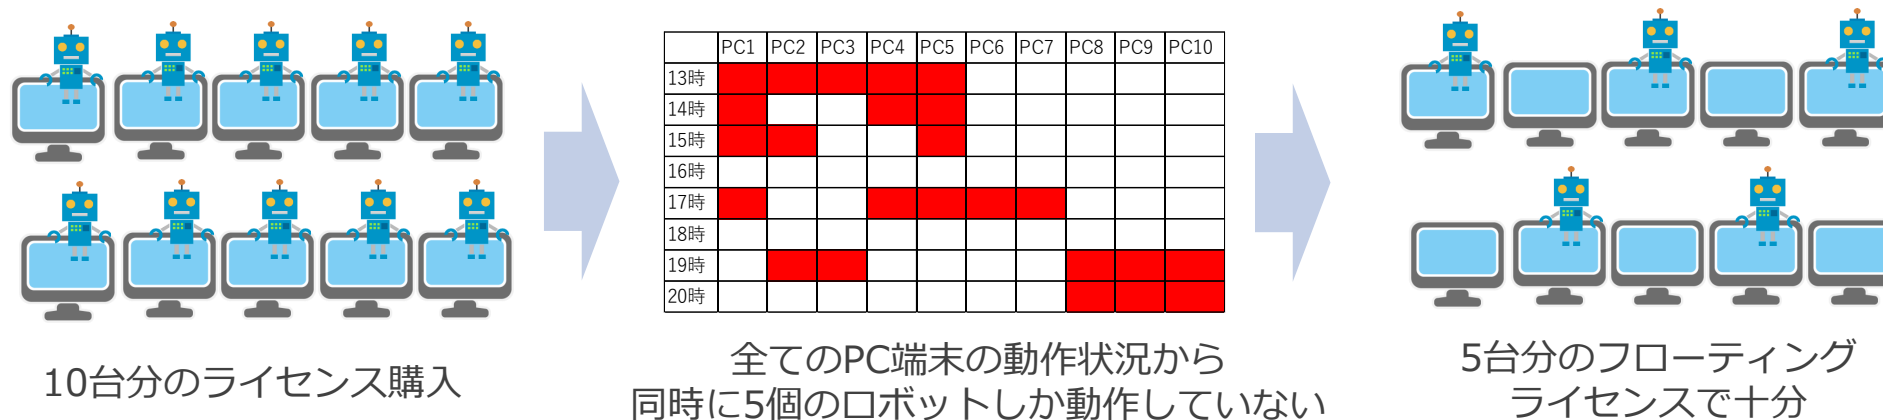 PC1 PC2 PC3 PC4 PC5 PC6 PC7 PC8 PC9 PC10
13時
14時
15時
16時
17時
18時
19時
20時
10台分のライセンス購入
全てのPC端末の動作状況から
同時に5個のロボットしか動作していない
5台分のフローティング
ライセンスで十分